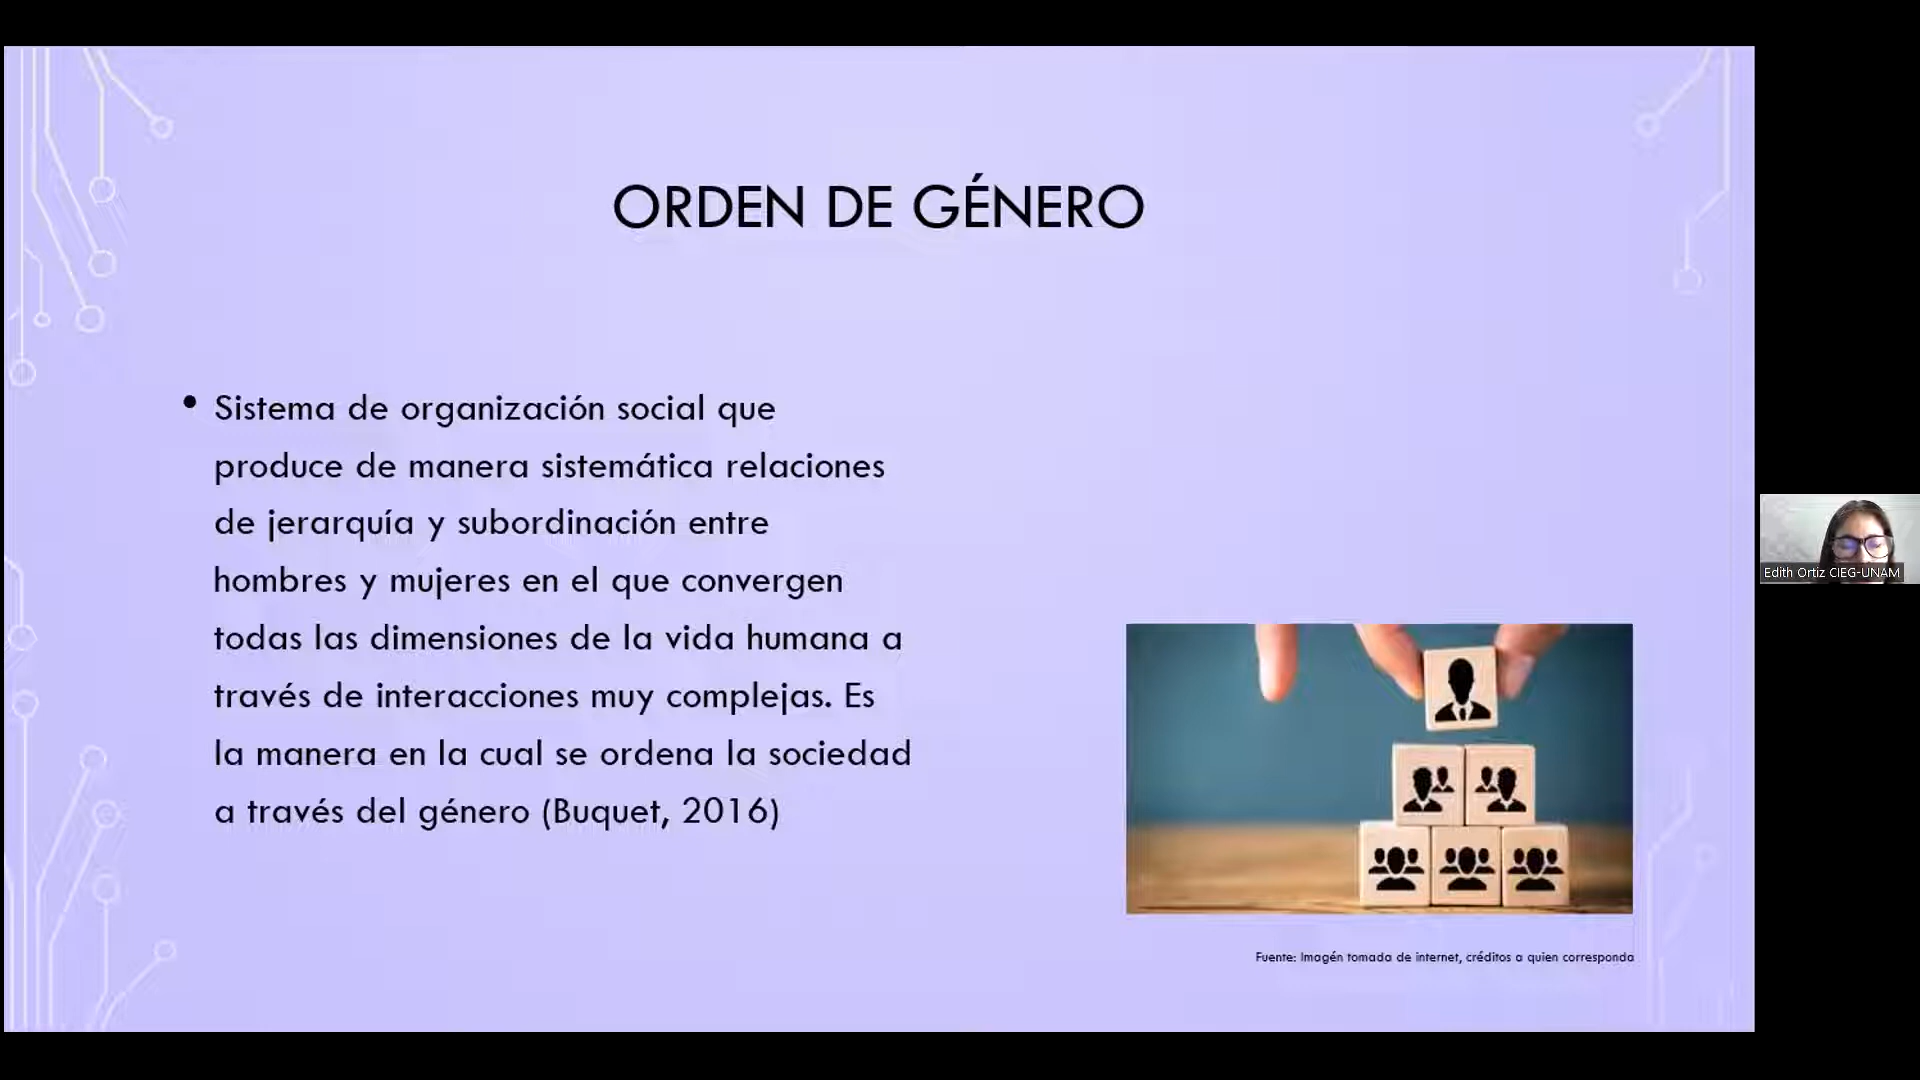 ORDEN DE GÉNERO
• Sistema de organización social que
produce de manera sistemática relaciones
de jerarquía y subordinación entre
hombres y mujeres en el que convergen
todas las dimensiones de la vida humana a
través de interacciones muy complejas. Es
la manera en la cual se ordena la sociedad
a través del género (Buquet, 2016)
Fuente: Imagén tomada de internet, créditos a quien corresponda
Edith Ortiz CIEG-UNAM